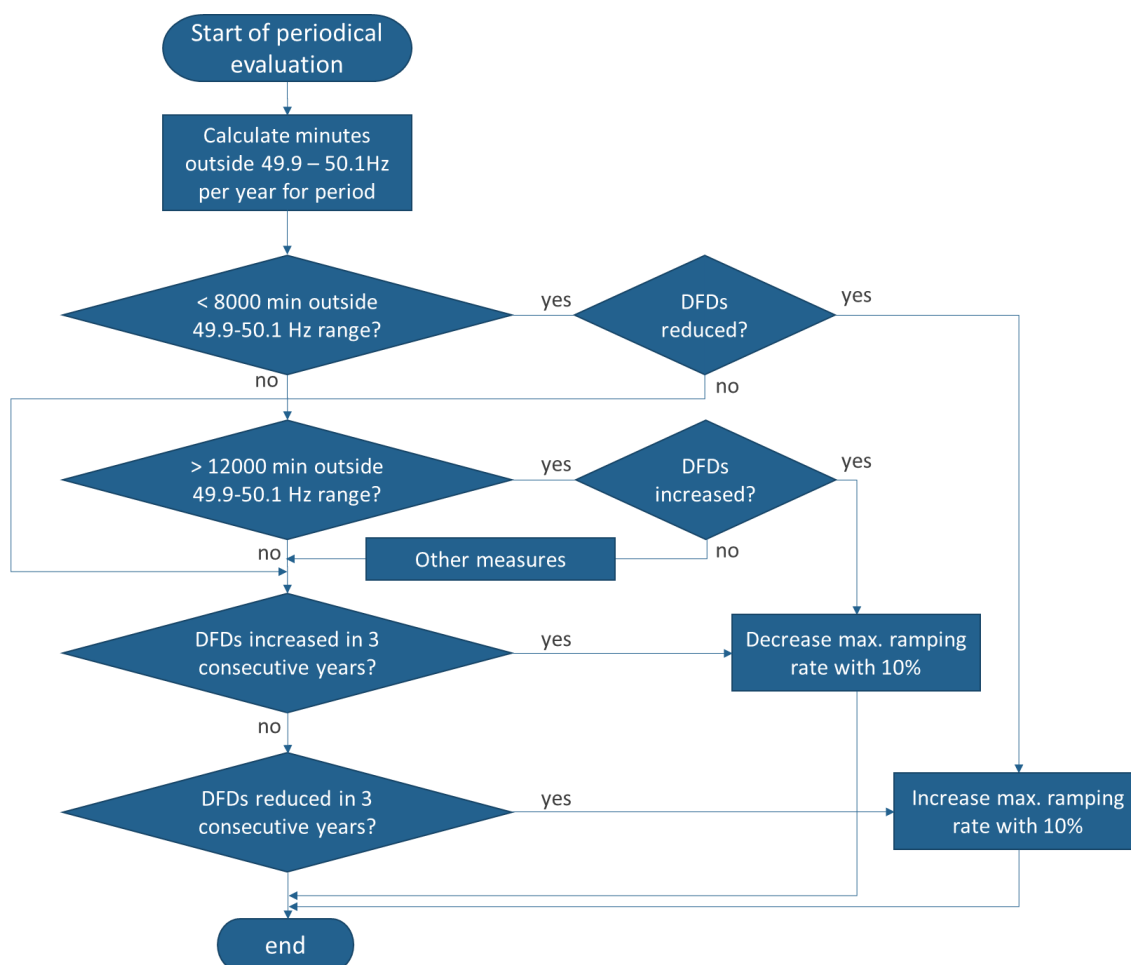 Start of periodical
evaluation
Calculate minutes
outside 49.9 – 50.1Hz
per year for period
< 8000 min outside
49.9-50.1 Hz range?
yes
DFDs
reduced?
yes
no
no
> 12000 min outside
49.9-50.1 Hz range?
yes
DFDs
increased?
yes
no
Other measures
no
DFDs increased in 3
consecutive years?
yes
Decrease max. ramping
rate with 10%
no
DFDs reduced in 3
consecutive years?
yes
Increase max. ramping
rate with 10%
end